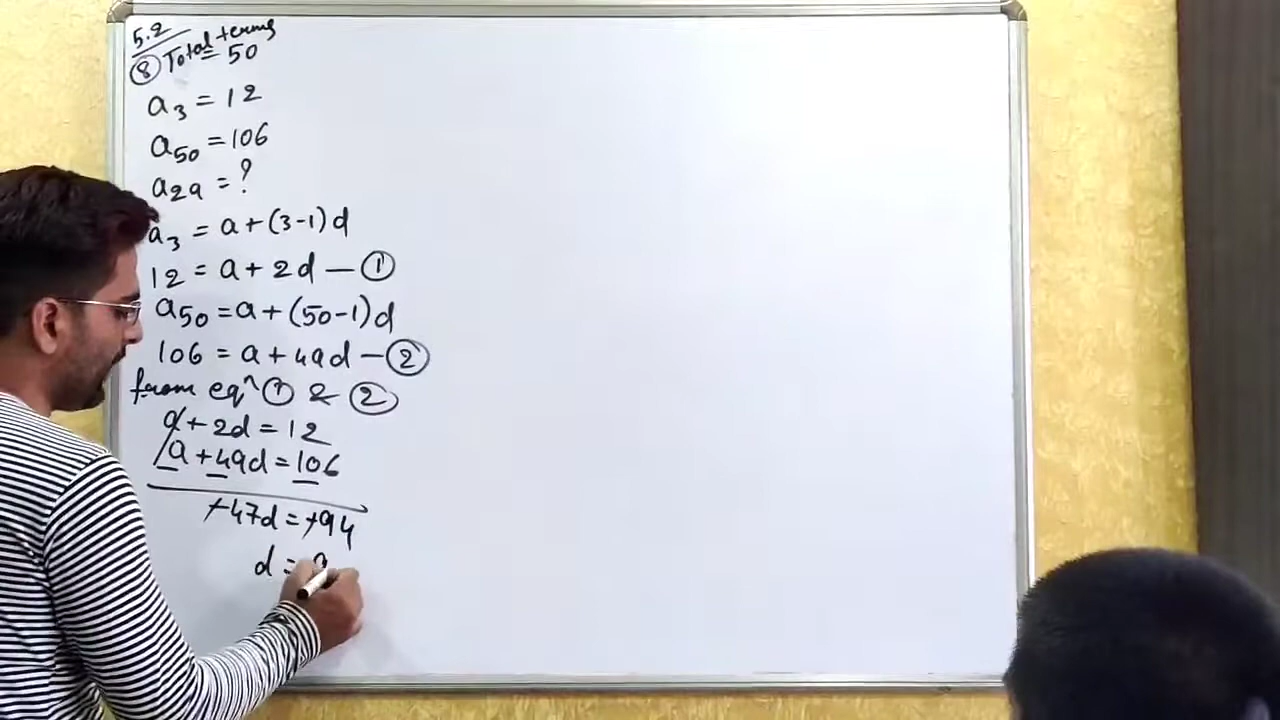 5.2
⑧ Total terms = 50
a₃ = 12
a₅₀ = 106
a₂₉ = ?
a₃ = a + (3-1) d
12 = a + 2d — ①
a₅₀ = a + (50-1) d
106 = a + 49d — ②
from eqⁿ ① & ②
a + 2d = 12
a + 49d = 106
-47d = -94
d =